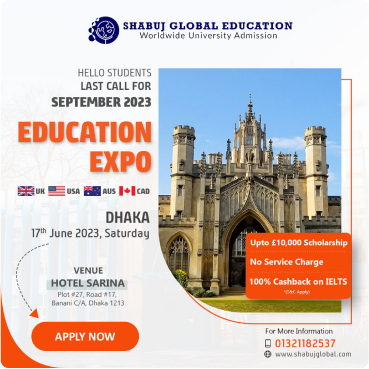 SHABUJ GLOBAL EDUCATION
Worldwide University Admission
HELLO STUDENTS
LAST CALL FOR
SEPTEMBER 2023
EDUCATION
EXPO
UK USA AUS CAD
DHAKA
17th June 2023, Saturday
VENUE
HOTEL SARINA
Plot #27, Road #17,
Banani C/A, Dhaka 1213
APPLY NOW
Upto £10,000 Scholarship
No Service Charge
100% Cashback on IELTS
*(T&C Apply)
For More Information
01321182537
www.shabujglobal.com